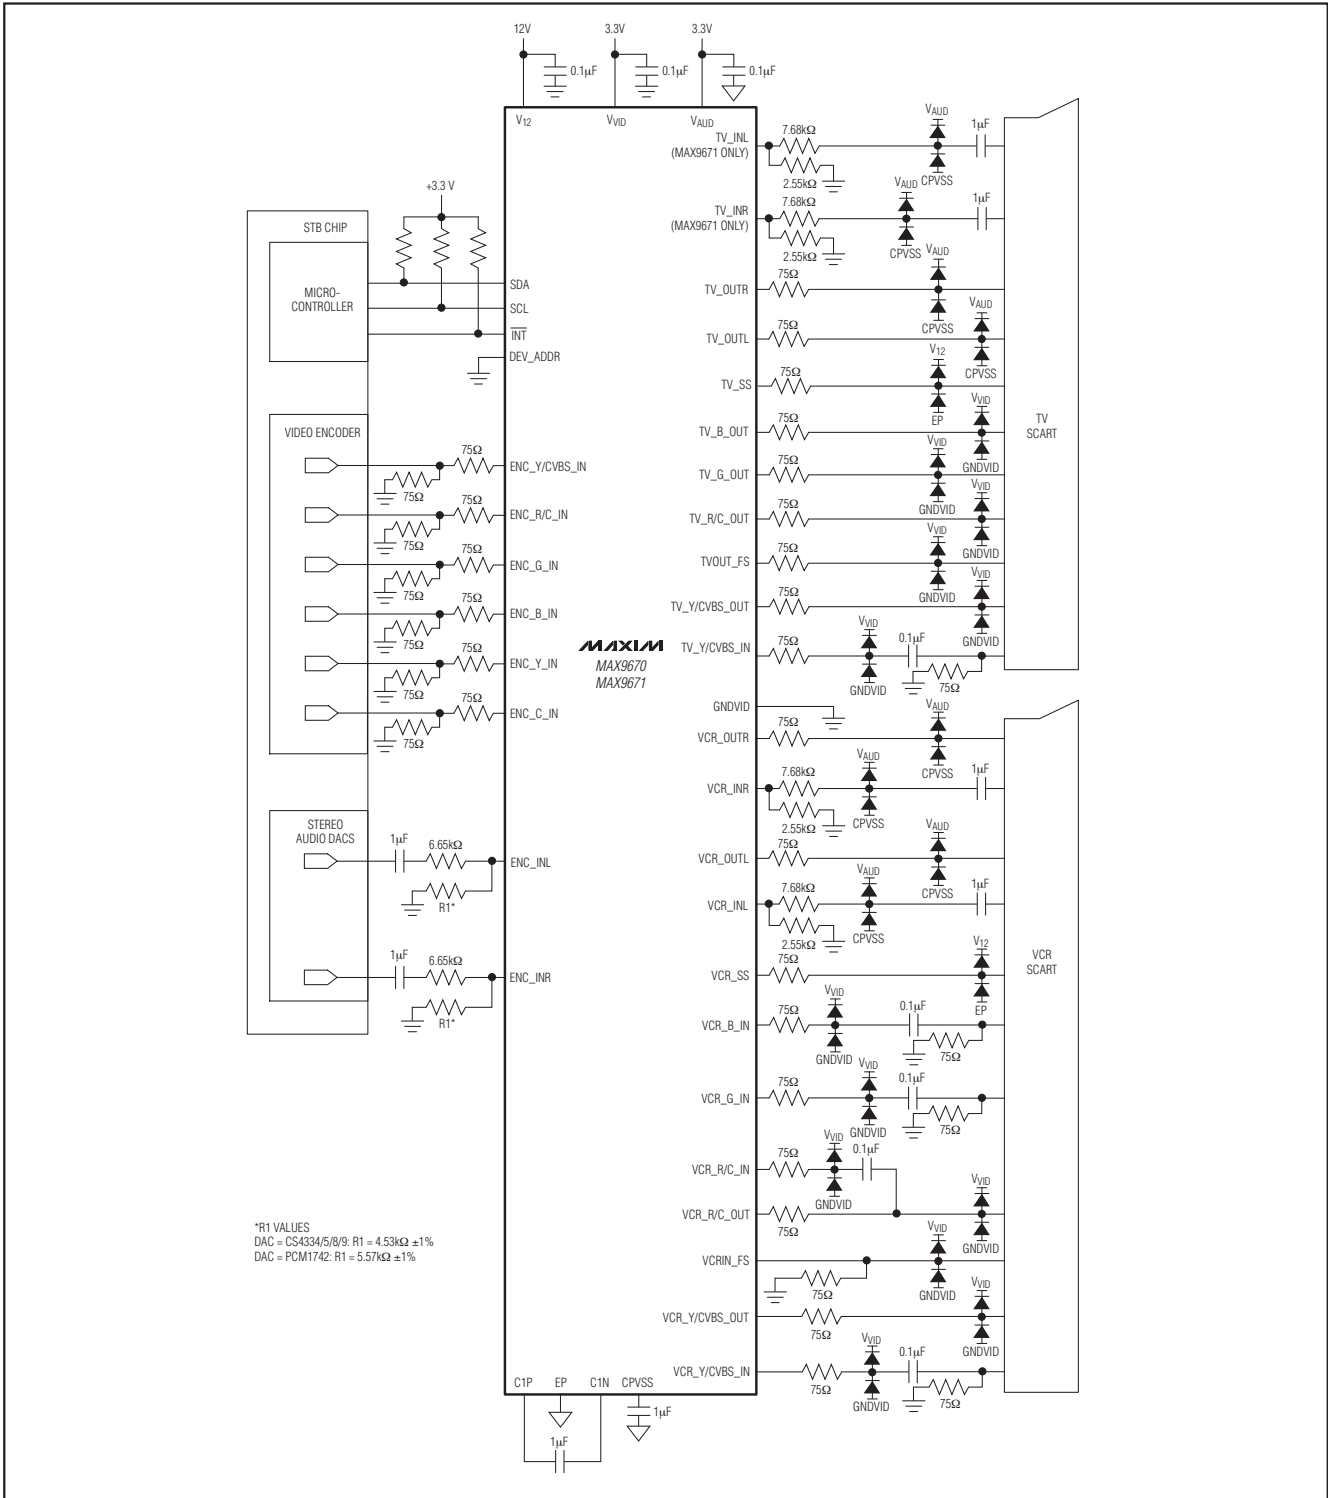 12V
0.1µF
3.3V
0.1µF
3.3V
0.1µF
V12
VVID
VAUD
+3.3 V
STB CHIP
MICRO-
CONTROLLER
SDA
SCL
INT
DEV_ADDR
VIDEO ENCODER
75Ω
75Ω
ENC_Y/CVBS_IN
75Ω
75Ω
ENC_R/C_IN
75Ω
75Ω
ENC_G_IN
75Ω
75Ω
ENC_B_IN
75Ω
75Ω
ENC_Y_IN
75Ω
75Ω
ENC_C_IN
STEREO
AUDIO DACS
1µF
6.65kΩ
R1*
ENC_INL
1µF
6.65kΩ
R1*
ENC_INR
*R1 VALUES
DAC = CS4334/5/8/9: R1 = 4.53kΩ ±1%
DAC = PCM1742: R1 = 5.57kΩ ±1%
MAXIM
MAX9670
MAX9671
TV_INL
(MAX9671 ONLY)
7.68kΩ
2.55kΩ
VAUD
CPVSS
1µF
TV_INR
(MAX9671 ONLY)
7.68kΩ
2.55kΩ
VAUD
CPVSS
1µF
TV_OUTR
75Ω
VAUD
CPVSS
TV_OUTL
75Ω
VAUD
CPVSS
TV_SS
75Ω
V12
EP
TV_B_OUT
75Ω
VVID
GNDVID
TV_G_OUT
75Ω
VVID
GNDVID
TV_R/C_OUT
75Ω
VVID
GNDVID
TVOUT_FS
75Ω
VVID
GNDVID
TV_Y/CVBS_OUT
75Ω
VVID
GNDVID
TV_Y/CVBS_IN
75Ω
VVID
GNDVID
0.1µF
75Ω
TV
SCART
GNDVID
VCR_OUTR
75Ω
VAUD
CPVSS
VCR_INR
7.68kΩ
2.55kΩ
VAUD
CPVSS
1µF
VCR_OUTL
75Ω
VAUD
CPVSS
VCR_INL
7.68kΩ
2.55kΩ
VAUD
CPVSS
1µF
VCR_SS
75Ω
V12
EP
VCR_B_IN
75Ω
VVID
GNDVID
0.1µF
75Ω
VCR_G_IN
75Ω
VVID
GNDVID
0.1µF
75Ω
VCR_R/C_IN
75Ω
VVID
GNDVID
0.1µF
VCR_R/C_OUT
75Ω
VVID
GNDVID
VCRIN_FS
75Ω
VVID
GNDVID
VCR_Y/CVBS_OUT
75Ω
VVID
GNDVID
VCR_Y/CVBS_IN
75Ω
VVID
GNDVID
0.1µF
75Ω
VCR
SCART
C1P
EP
C1N
CPVSS
1µF
1µF